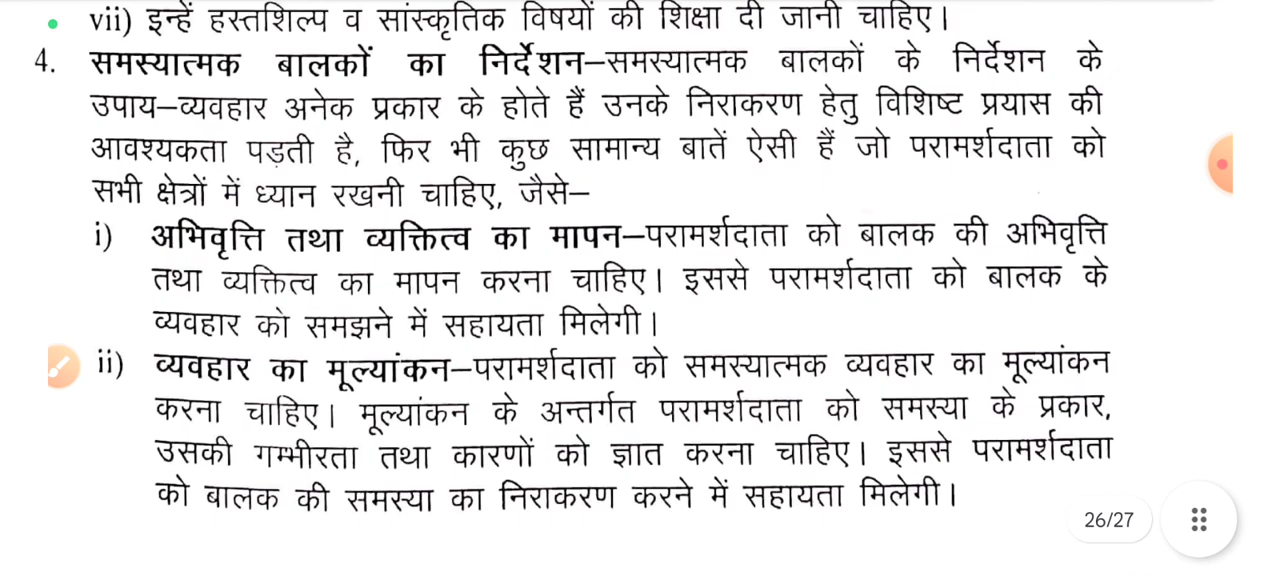 vii) इन्हें हस्तशिल्प व सांस्कृतिक विषयों की शिक्षा दी जानी चाहिए।
4. समस्यात्मक बालकों का निर्देशन–समस्यात्मक बालकों के निर्देशन के
उपाय–व्यवहार अनेक प्रकार के होते हैं उनके निराकरण हेतु विशिष्ट प्रयास की
आवश्यकता पड़ती है, फिर भी कुछ सामान्य बातें ऐसी हैं जो परामर्शदाता को
सभी क्षेत्रों में ध्यान रखनी चाहिए, जैसे–
i) अभिवृत्ति तथा व्यक्तित्व का मापन–परामर्शदाता को बालक की अभिवृत्ति
तथा व्यक्तित्व का मापन करना चाहिए। इससे परामर्शदाता को बालक के
व्यवहार को समझने में सहायता मिलेगी।
ii) व्यवहार का मूल्यांकन–परामर्शदाता को समस्यात्मक व्यवहार का मूल्यांकन
करना चाहिए। मूल्यांकन के अन्तर्गत परामर्शदाता को समस्या के प्रकार,
उसकी गम्भीरता तथा कारणों को ज्ञात करना चाहिए। इससे परामर्शदाता
को बालक की समस्या का निराकरण करने में सहायता मिलेगी।
26/27